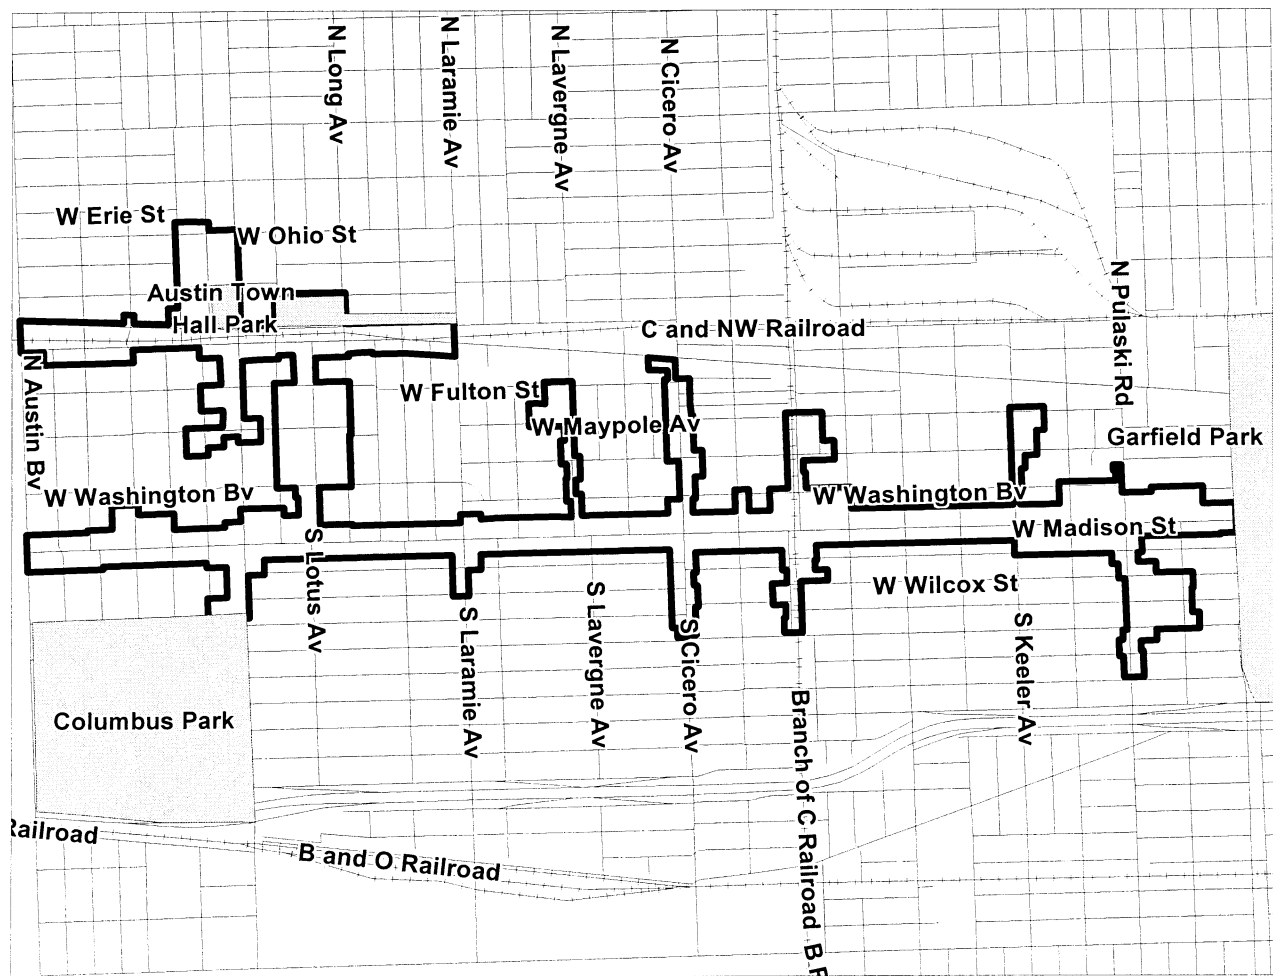 N Long Av
N Laramie Av
N Lavergne Av
N Cicero Av
W Erie St
W Ohio St
N Pulaski Rd
Austin Town
Hall Park
C and NW Railroad
N Austin Bv
W Fulton St
W Maypole Av
Garfield Park
W Washington Bv
W Washington Bv
W Madison St
S Lotus Av
W Wilcox St
S Lavergne Av
S Laramie Av
S Cicero Av
S Keeler Av
Columbus Park
Branch of C Railroad B
Railroad
B and O Railroad